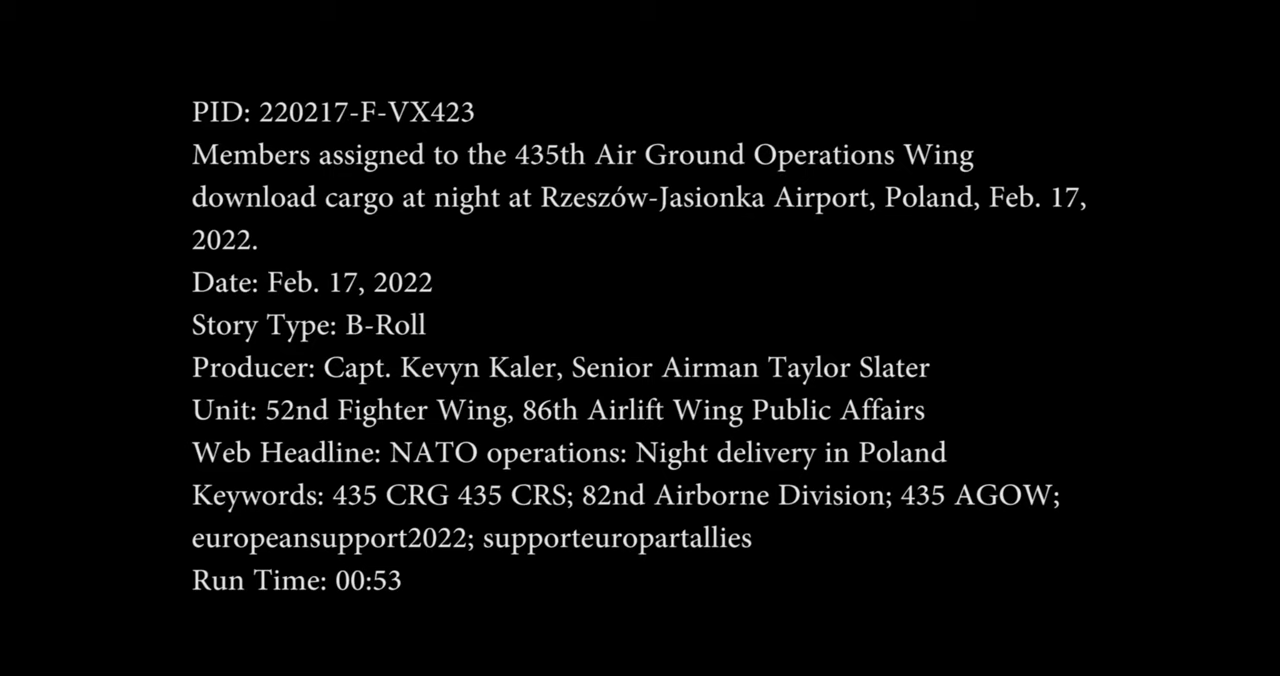 PID: 220217-F-VX423
Members assigned to the 435th Air Ground Operations Wing
download cargo at night at Rzeszów-Jasionka Airport, Poland, Feb. 17,
2022.
Date: Feb. 17, 2022
Story Type: B-Roll
Producer: Capt. Kevyn Kaler, Senior Airman Taylor Slater
Unit: 52nd Fighter Wing, 86th Airlift Wing Public Affairs
Web Headline: NATO operations: Night delivery in Poland
Keywords: 435 CRG 435 CRS; 82nd Airborne Division; 435 AGOW;
europeansupport2022; supporteuropartallies
Run Time: 00:53